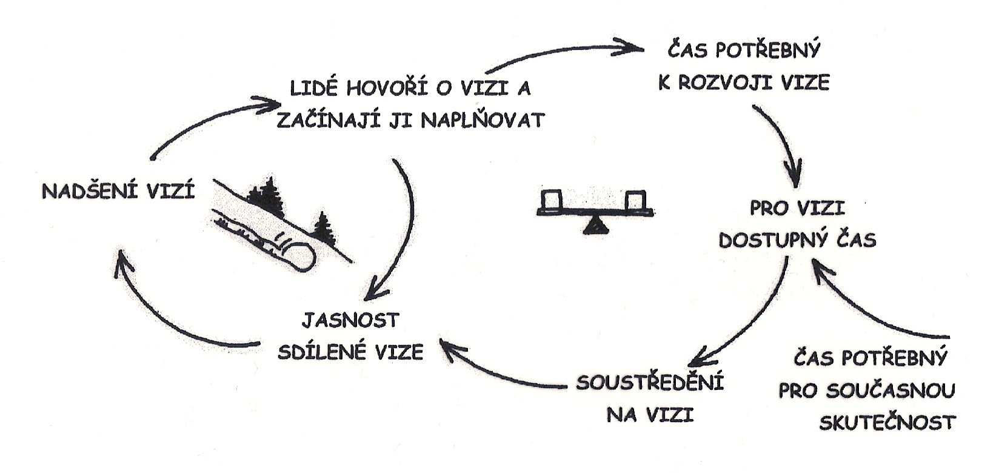 ČAS POTŘEBNÝ
K ROZVOJI VIZE
LIDÉ HOVOŘÍ O VIZI A
ZAČÍNAJÍ JI NAPLŇOVAT
NADŠENÍ VIZÍ
PRO VIZI
DOSTUPNÝ ČAS
JASNOST
SDÍLENÉ VIZE
SOUSTŘEDĚNÍ
NA VIZI
ČAS POTŘEBNÝ
PRO SOUČASNOU
SKUTEČNOST